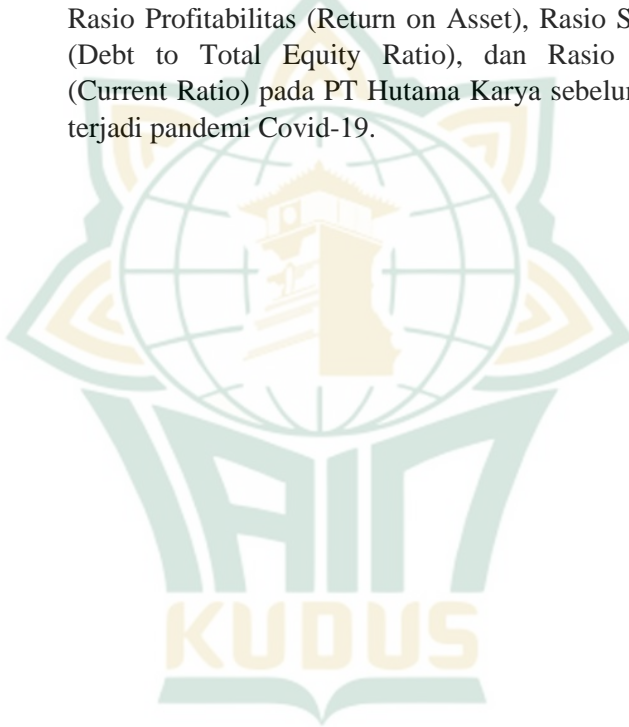 Rasio Profitabilitas (Return on Asset), Rasio S
(Debt to Total Equity Ratio), dan Rasio
(Current Ratio) pada PT Hutama Karya
terjadi pandemi Covid-19.
IAIN
KUDUS